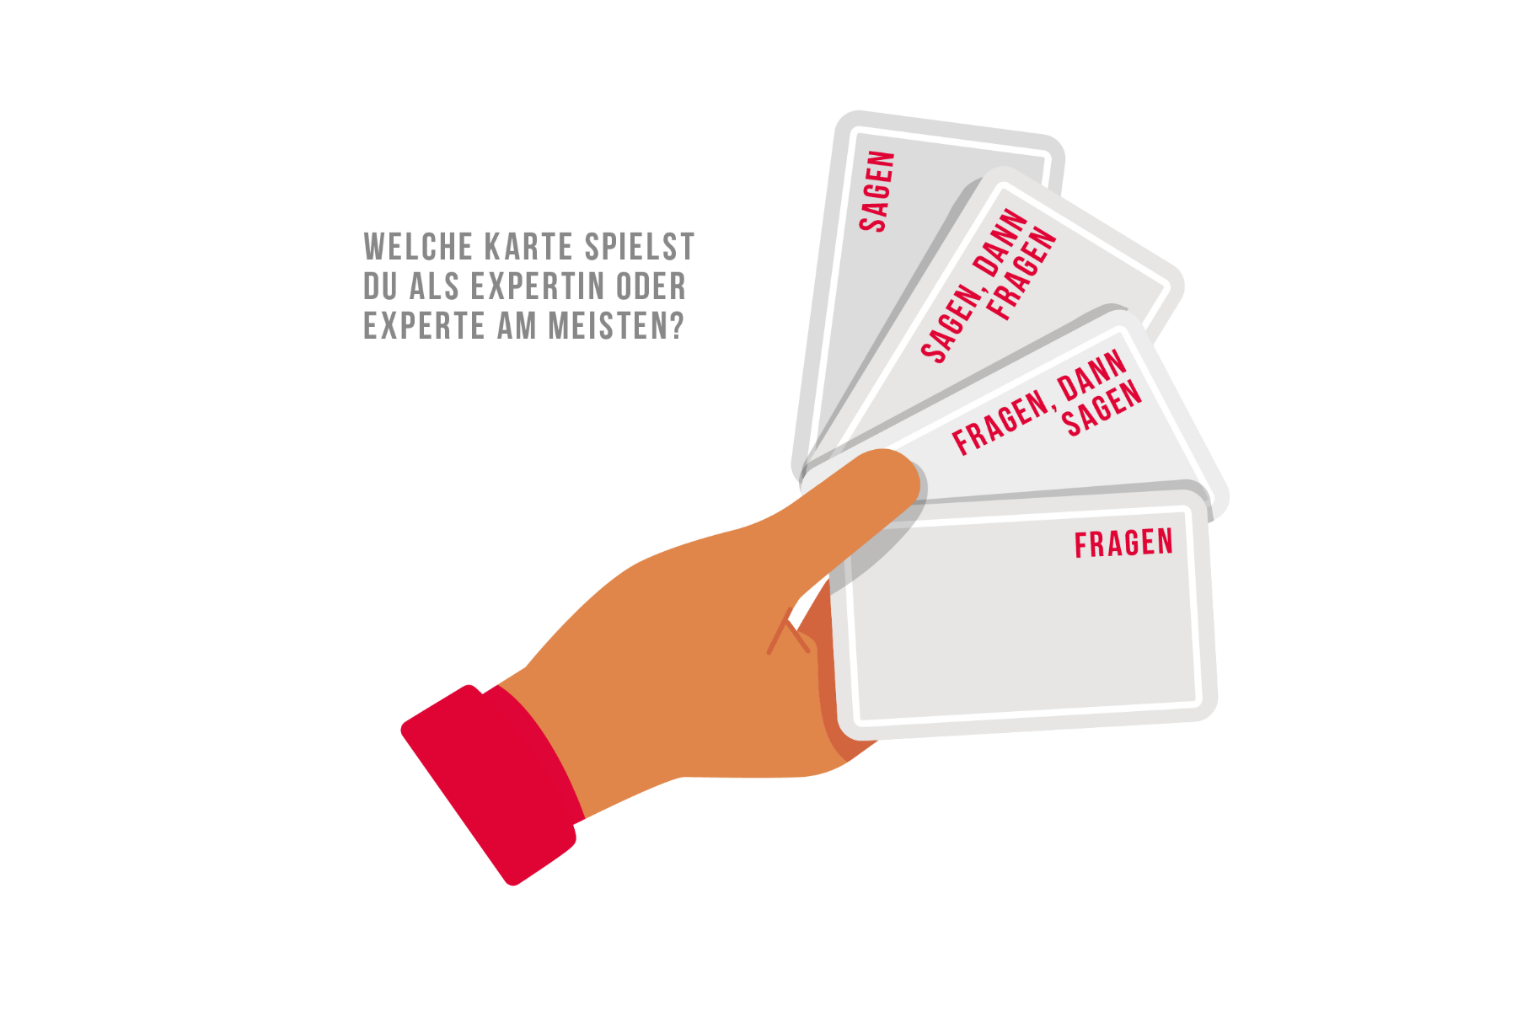 WELCHE KARTE SPIELST
DU ALS EXPERTIN ODER
EXPERTE AM MEISTEN?
SAGEN
SAGEN, DANN
FRAGEN
FRAGEN, DANN
SAGEN
FRAGEN